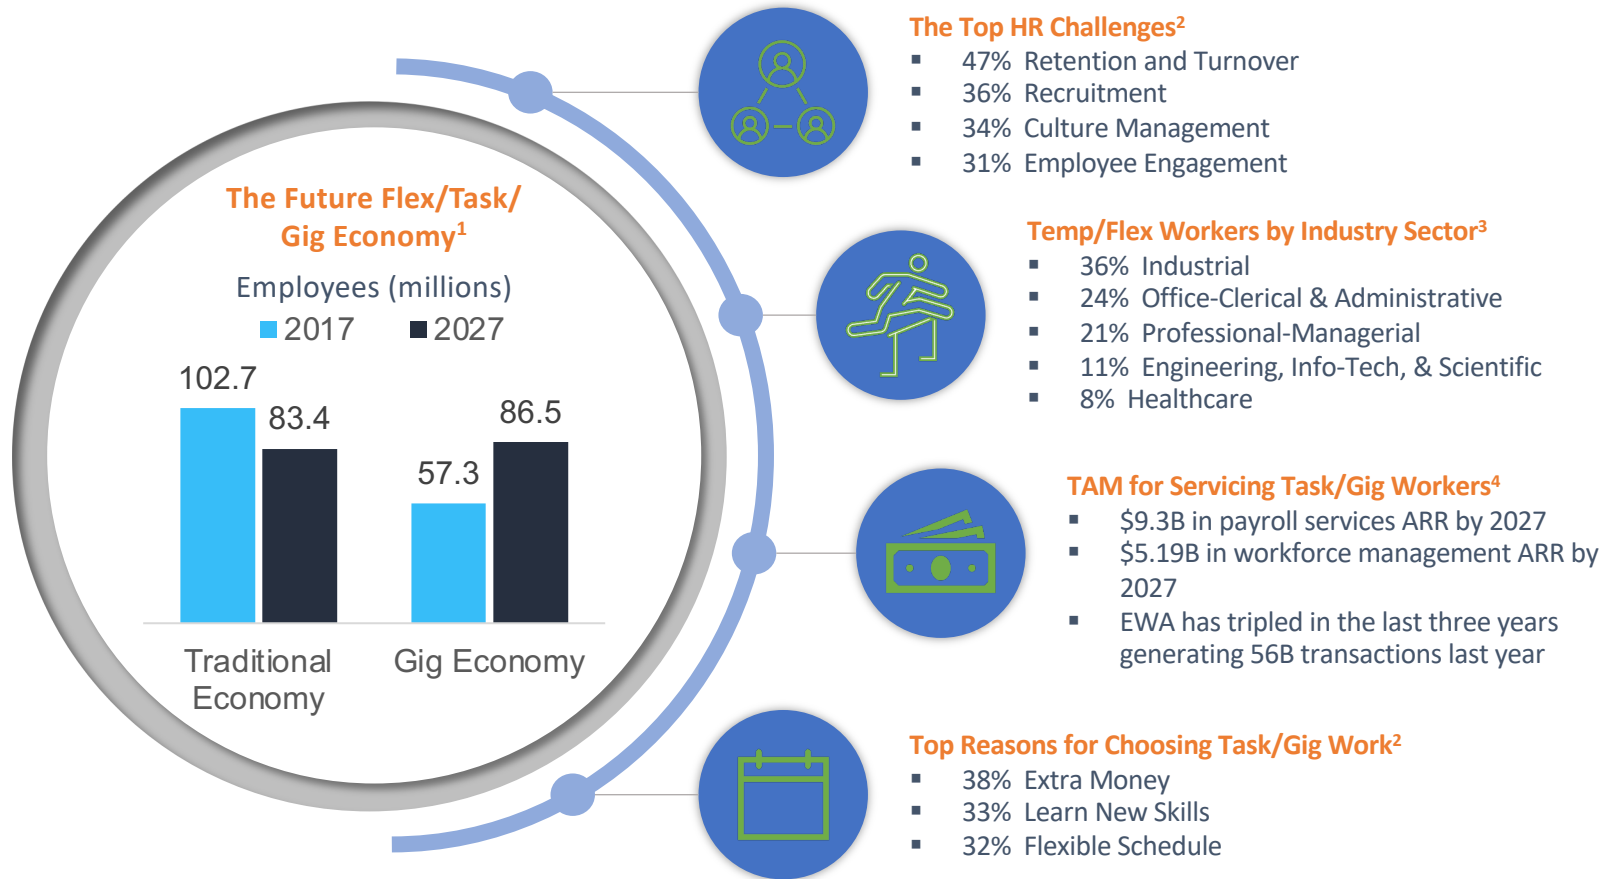 The Future Flex/Task/
Gig Economy¹
Employees (millions)
2017 2027
102.7
83.4
57.3
86.5
Traditional
Economy
Gig Economy
The Top HR Challenges²
▪ 47% Retention and Turnover
▪ 36% Recruitment
▪ 34% Culture Management
▪ 31% Employee Engagement
Temp/Flex Workers by Industry Sector³
▪ 36% Industrial
▪ 24% Office-Clerical & Administrative
▪ 21% Professional-Managerial
▪ 11% Engineering, Info-Tech, & Scientific
▪ 8% Healthcare
TAM for Servicing Task/Gig Workers⁴
▪ $9.3B in payroll services ARR by 2027
▪ $5.19B in workforce management ARR by
2027
▪ EWA has tripled in the last three years
generating 56B transactions last year
Top Reasons for Choosing Task/Gig Work²
▪ 38% Extra Money
▪ 33% Learn New Skills
▪ 32% Flexible Schedule